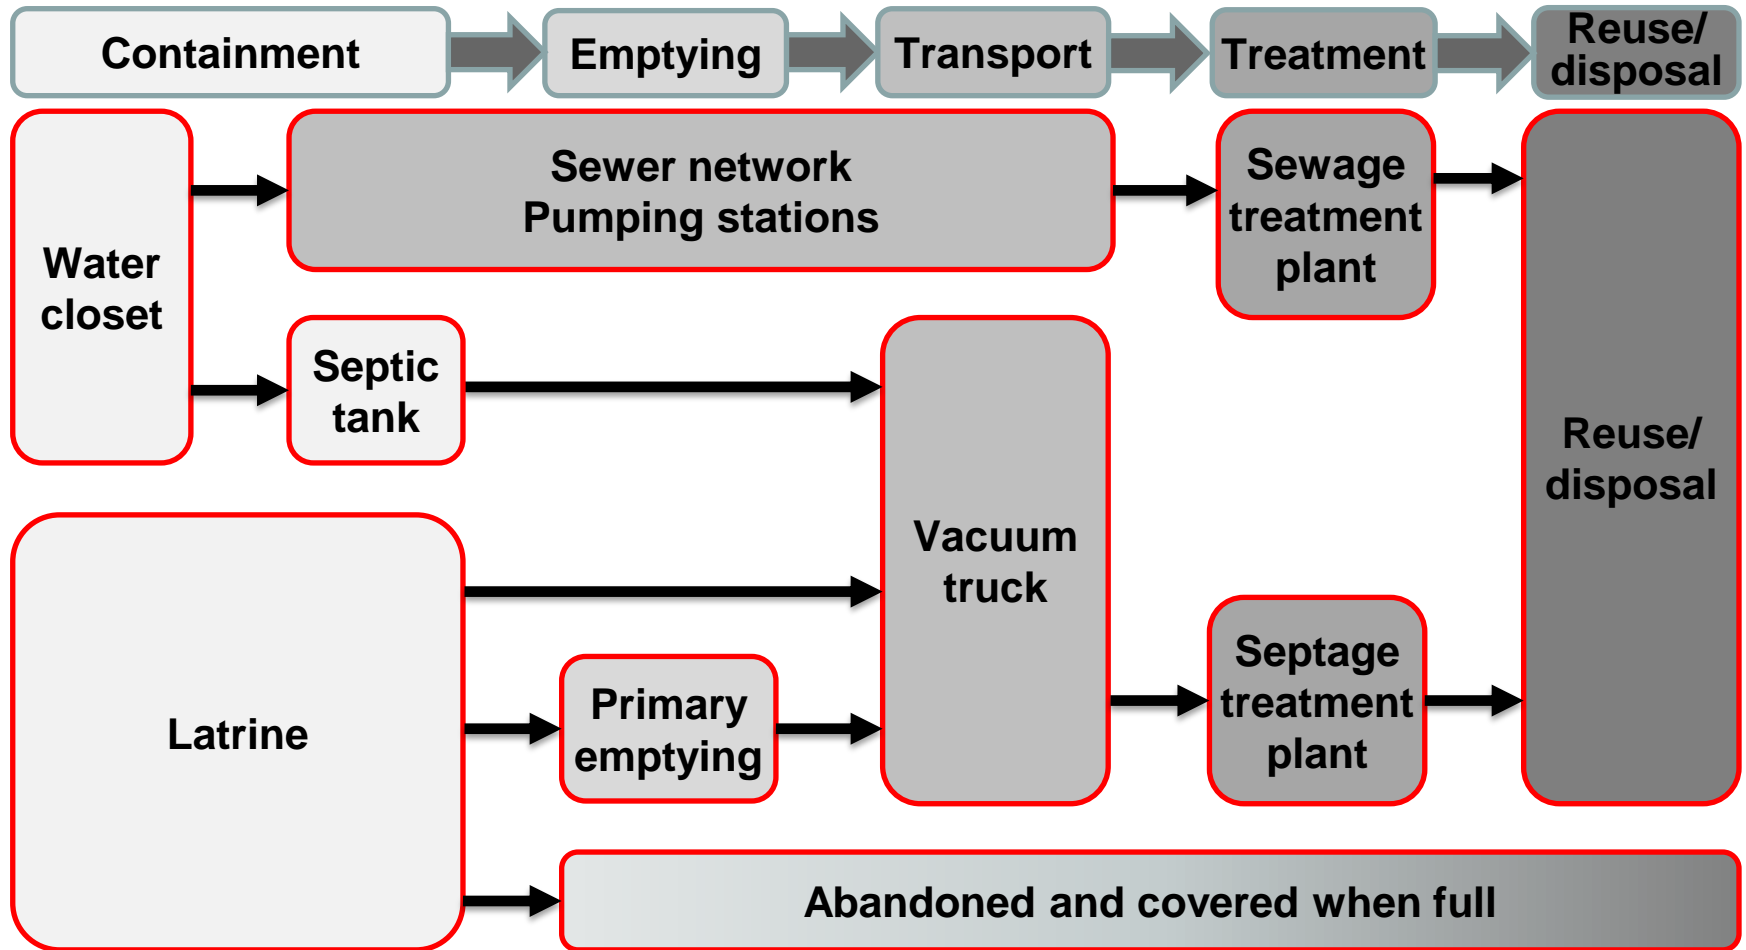 Containment
Emptying
Transport
Treatment
Reuse/
disposal
Water
closet
Sewer network
Pumping stations
Sewage
treatment
plant
Septic
tank
Vacuum
truck
Reuse/
disposal
Latrine
Primary
emptying
Septage
treatment
plant
Abandoned and covered when full